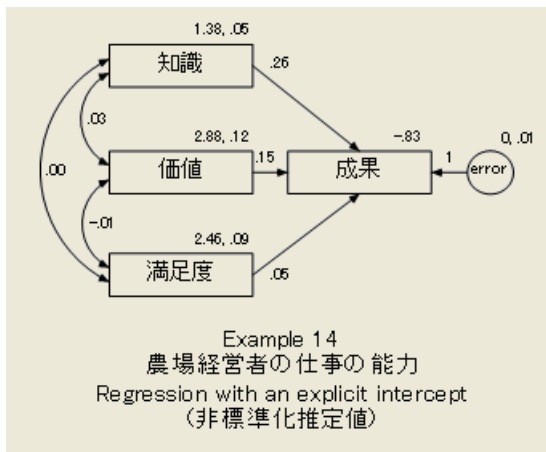 1.38, .05
知識
.26
.03
2.88, .12
-.83
0, .01
.00
価値
.15
成果
1
error
-.01
2.46, .09
満足度
.05
Example 14
農場経営者の仕事の能力
Regression with an explicit intercept
(非標準化推定値)